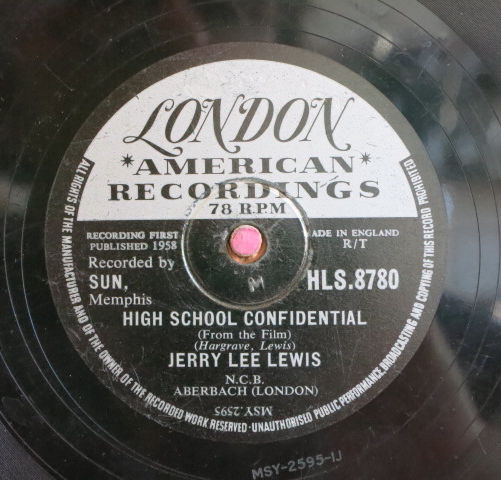 LONDON
*AMERICAN*
RECORDINGS
78 R.P.M
RECORDING FIRST
PUBLISHED 1958
ADE IN ENGLAND
R/T
Recorded by
SUN,
Memphis
HLS.8780
M
HIGH SCHOOL CONFIDENTIAL
(From the Film)
(Hargrave, Lewis)
JERRY LEE LEWIS
N.C.B.
ABERBACH (LONDON)
MSY.2595
ALL RIGHTS OF THE MANUFACTURER AND OF THE OWNER OF THE RECORDED WORK RESERVED·UNAUTHORISED PUBLIC PERFORMANCE BROADCASTING AND COPYING OF THIS RECORD PROHIBITED
MSY-2595-1J